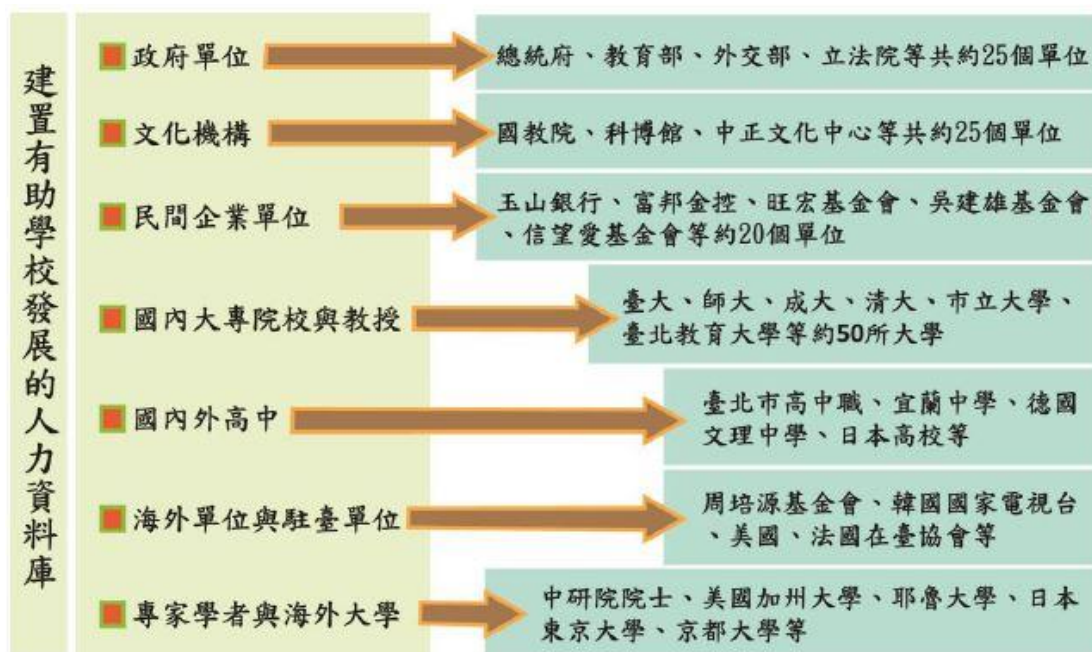 建置有助學校發展的人力資料庫
政府單位
總統府、教育部、外交部、立法院等共約25個單位
文化機構
國教院、科博館、中正文化中心等共約25個單位
民間企業單位
玉山銀行、富邦金控、旺宏基金會、吳建雄基金會
、信望愛基金會等約20個單位
國內大專院校與教授
臺大、師大、成大、清大、市立大學、
臺北教育大學等約50所大學
國內外高中
臺北市高中職、宜蘭中學、德國
文理中學、日本高校等
海外單位與駐臺單位
周培源基金會、韓國國家電視台
、美國、法國在臺協會等
專家學者與海外大學
中研院院士、美國加州大學、耶魯大學、日本
東京大學、京都大學等